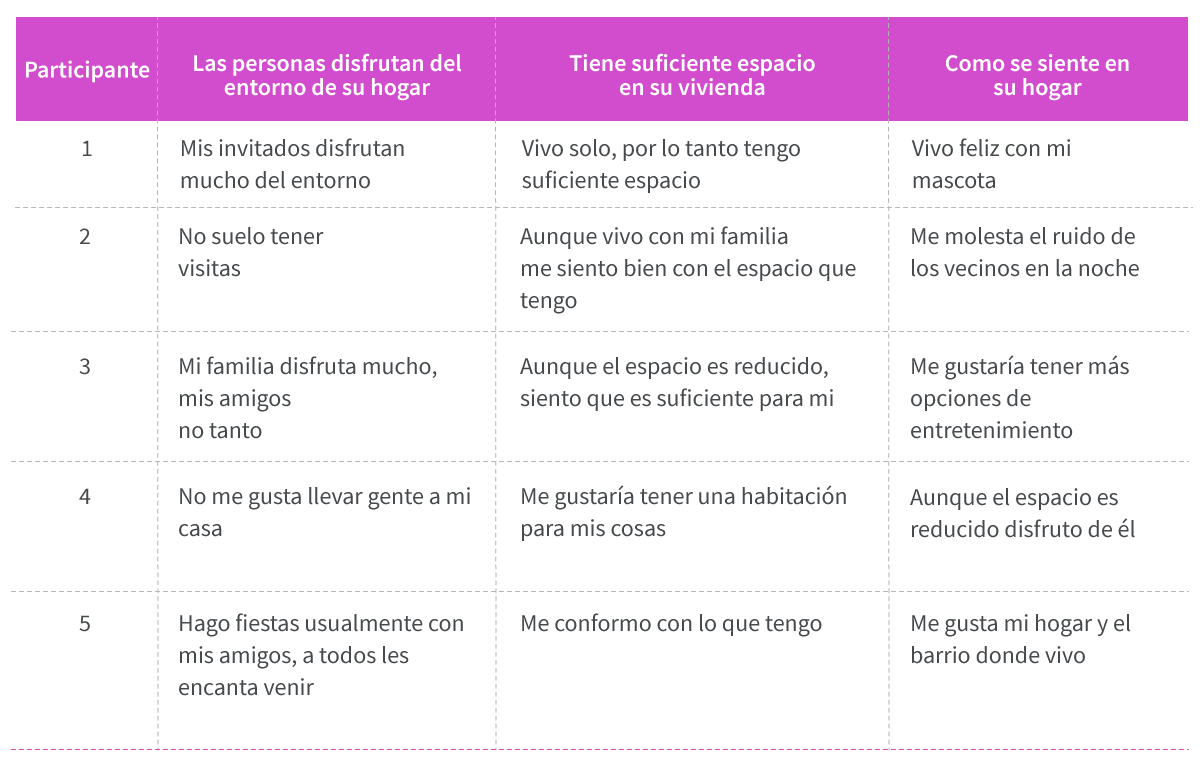 Participante
Las personas disfrutan del
entorno de su hogar
Tiene suficiente espacio
en su vivienda
Como se siente en
su hogar
1
Mis invitados disfrutan
mucho del entorno
Vivo solo, por lo tanto tengo
suficiente espacio
Vivo feliz con mi
mascota
2
No suelo tener
visitas
Aunque vivo con mi familia
me siento bien con el espacio que
tengo
Me molesta el ruido de
los vecinos en la noche
3
Mi familia disfruta mucho,
mis amigos
no tanto
Aunque el espacio es reducido,
siento que es suficiente para mi
Me gustaría tener más
opciones de
entretenimiento
4
No me gusta llevar gente a mi
casa
Me gustaría tener una habitación
para mis cosas
Aunque el espacio es
reducido disfruto de él
5
Hago fiestas usualmente con
mis amigos, a todos les
encanta venir
Me conformo con lo que tengo
Me gusta mi hogar y el
barrio donde vivo